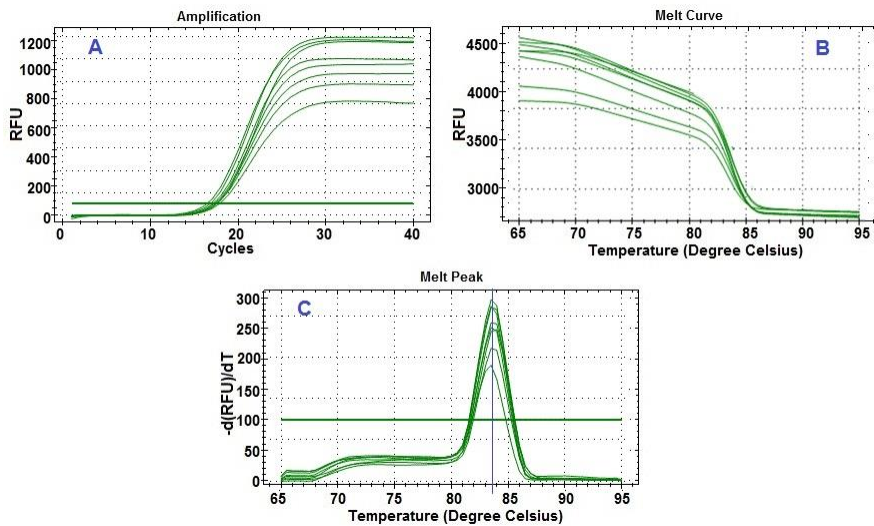 Amplification
A
RFU
1200
1000
800
600
400
200
0
0 10 20 30 40
Cycles
Melt Curve
B
RFU
4500
4000
3500
3000
65 70 75 80 85 90 95
Temperature (Degree Celsius)
Melt Peak
C
-d(RFU)/dT
300
250
200
150
100
50
0
65 70 75 80 85 90 95
Temperature (Degree Celsius)